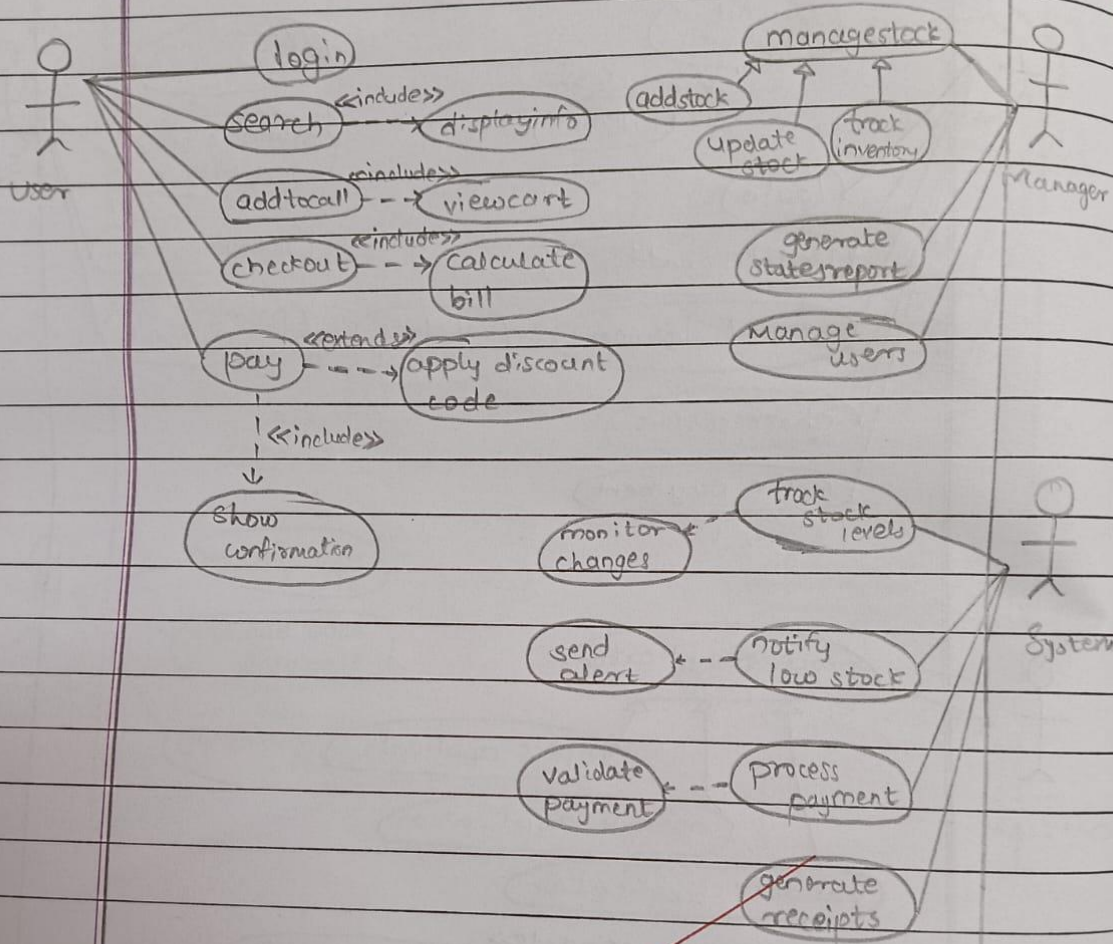 login
managestock
<<include>>
addstock
search
displayinfo
update
stock
track
inventory
User
Manager
<<include>>
addtocall
viewcart
<<include>>
checkout
calculate
bill
generate
statesreport
<<extends>>
pay
apply discount
code
Manage
users
<<include>>
show
confirmation
track
stock
levels
monitor
changes
System
send
alert
notify
low stock
validate
payment
process
payment
generate
receipts